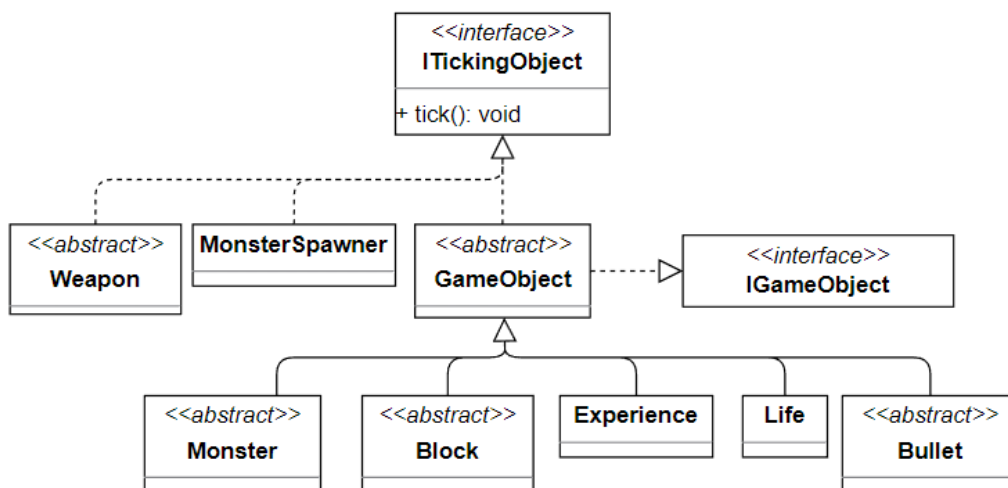 <<interface>>
ITickingObject
+ tick(): void
<<abstract>>
Weapon
MonsterSpawner
<<abstract>>
GameObject
<<interface>>
IGameObject
<<abstract>>
Monster
<<abstract>>
Block
Experience
Life
<<abstract>>
Bullet